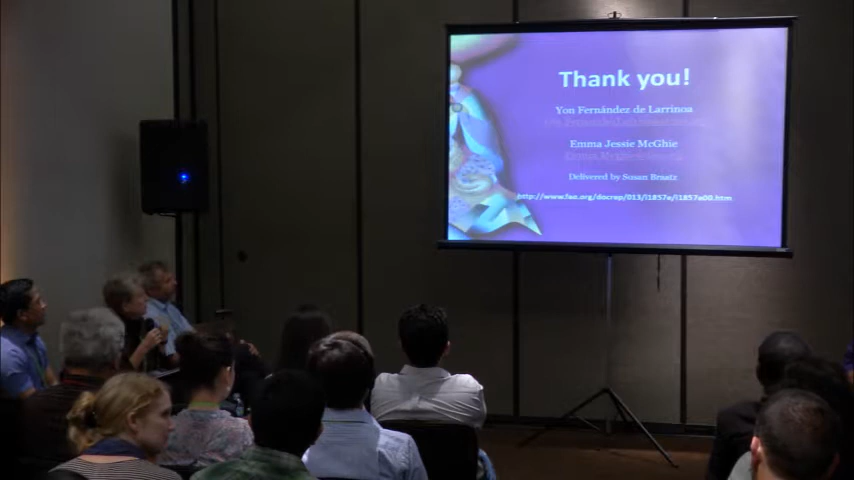 Thank you!
Yon Fernández de Larrinoa
Emma Jessie McGhie
Delivered by Susan Braatz
http://www.fao.org/docrep/013/i1857e/i1857e00.htm